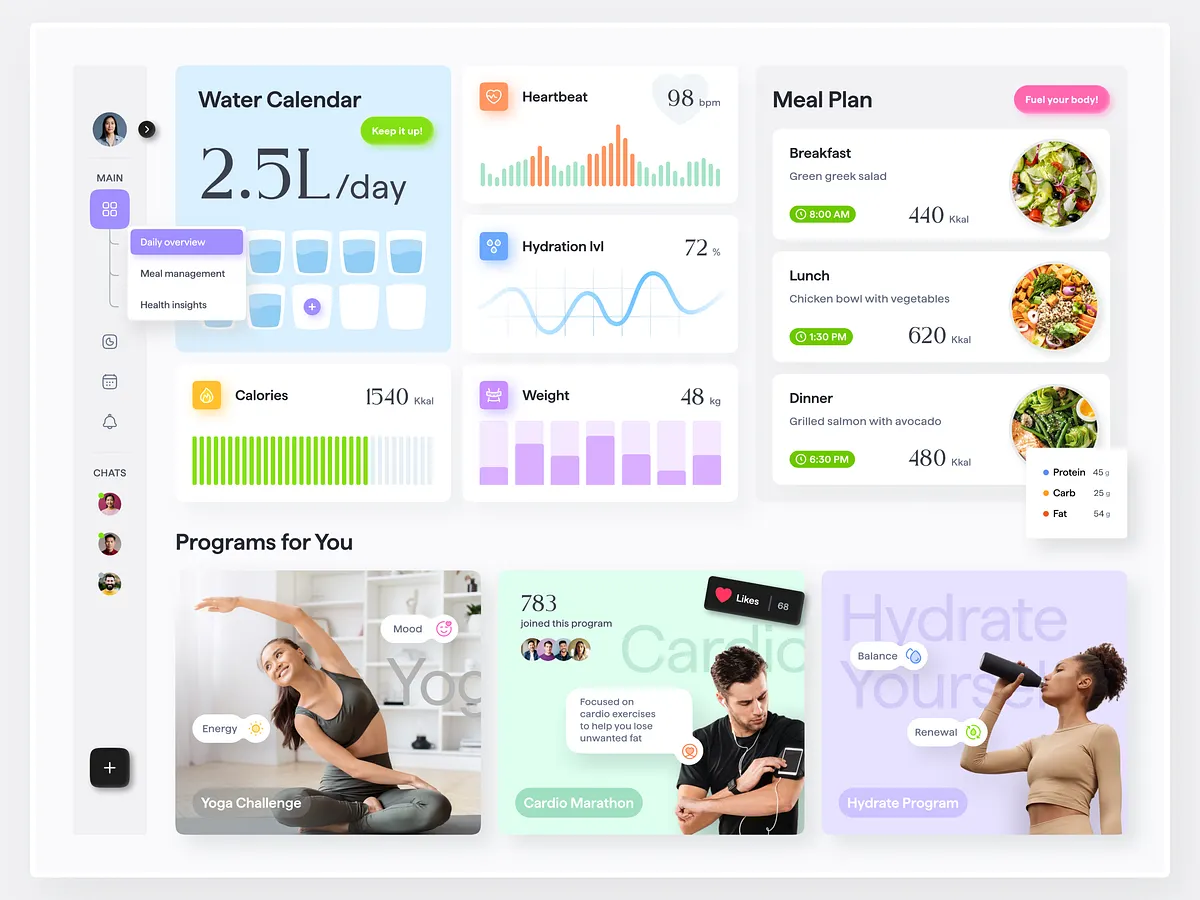 MAIN
Daily overview
Meal management
Health insights
CHATS
Water Calendar
Keep it up!
2.5L/day
Heartbeat
98 bpm
Hydration lvl
72 %
Calories
1540 Kkal
Weight
48 kg
Meal Plan
Fuel your body!
Breakfast
Green greek salad
8:00 AM
440 Kkal
Lunch
Chicken bowl with vegetables
1:30 PM
620 Kkal
Dinner
Grilled salmon with avocado
6:30 PM
480 Kkal
Protein 45 g
Carb 25 g
Fat 54 g
Programs for You
Mood
Yog
Energy
Yoga Challenge
783
joined this program
Likes 68
Cardio
Focused on
cardio exercises
to help you lose
unwanted fat
Cardio Marathon
Hydrate
Balance
Yourself
Renewal
Hydrate Program